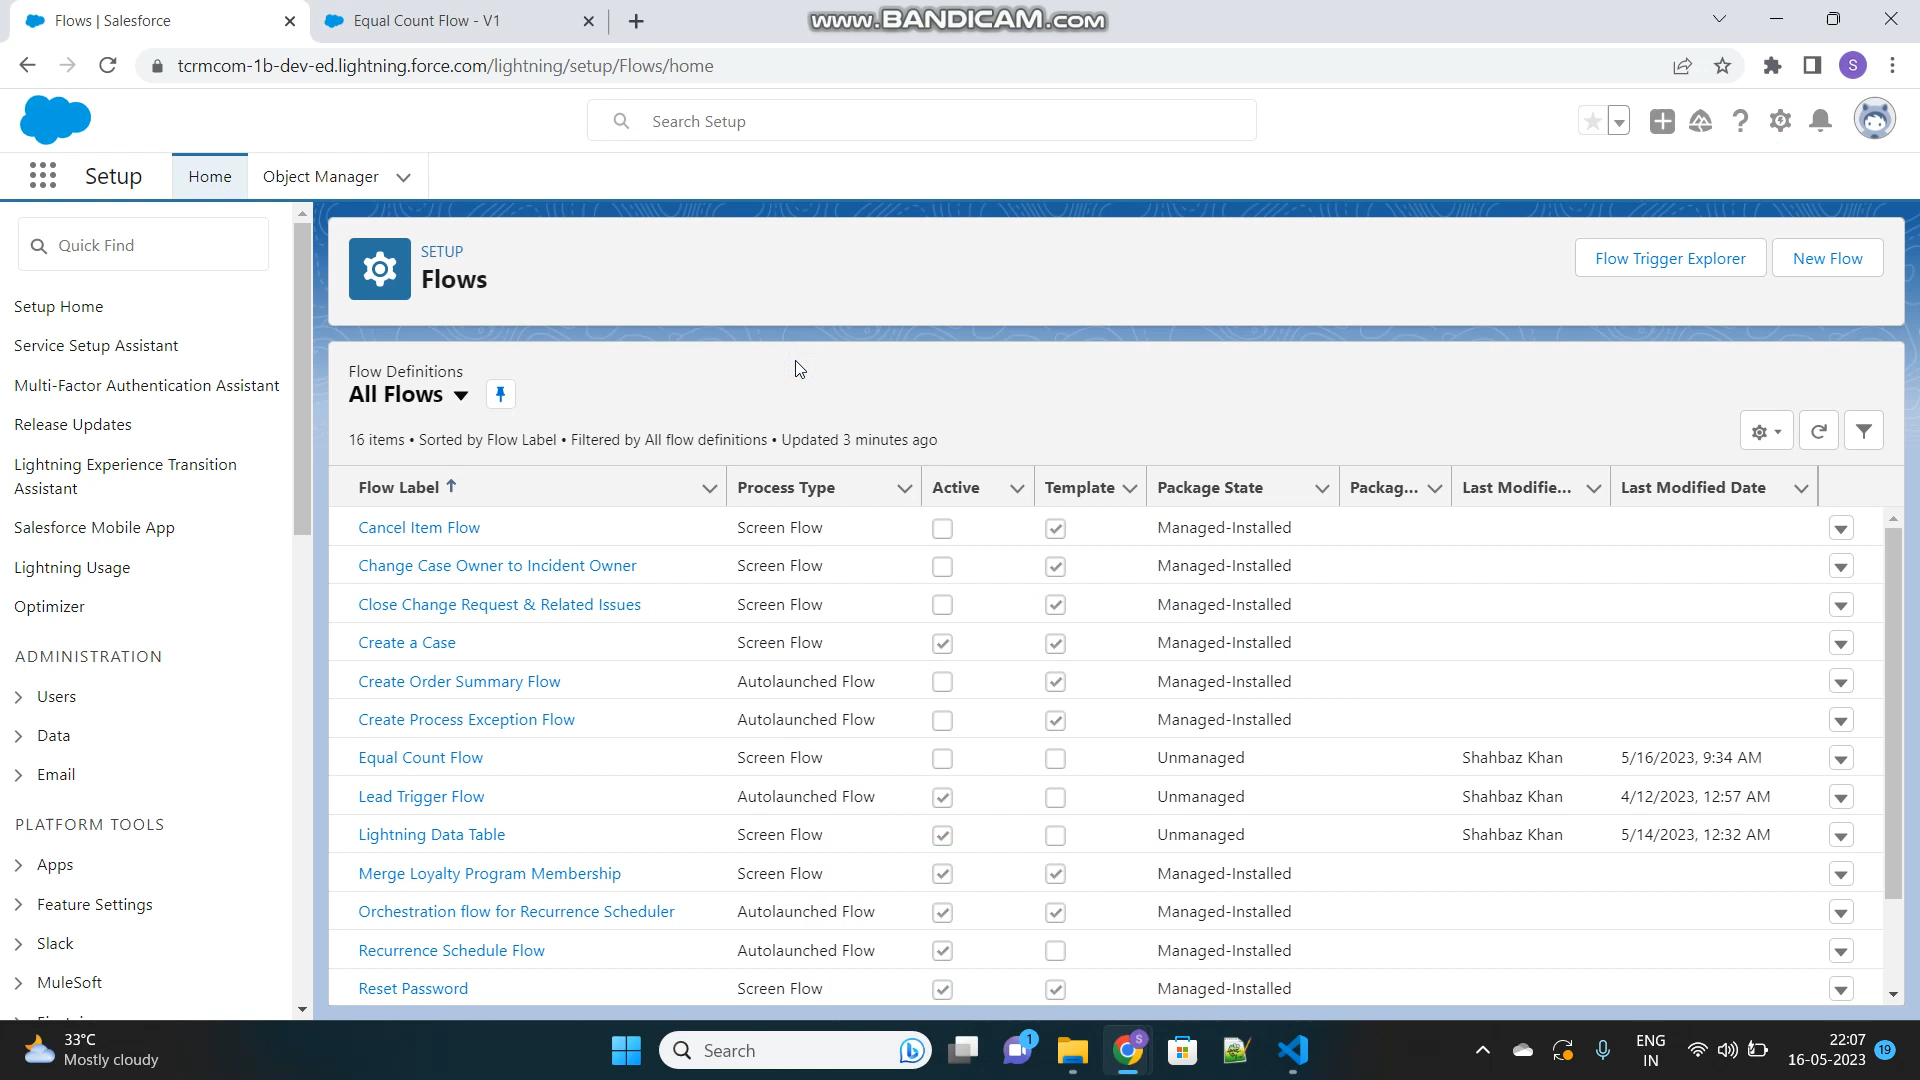 Flows | Salesforce
Equal Count Flow - V1
www.BANDICAM.com
tcrmcom-1b-dev-ed.lightning.force.com/lightning/setup/Flows/home
S
Search Setup
Setup
Home
Object Manager
Quick Find
Setup Home
Service Setup Assistant
Multi-Factor Authentication Assistant
Release Updates
Lightning Experience Transition
Assistant
Salesforce Mobile App
Lightning Usage
Optimizer
ADMINISTRATION
Users
Data
Email
PLATFORM TOOLS
Apps
Feature Settings
Slack
MuleSoft
SETUP
Flows
Flow Trigger Explorer
New Flow
Flow Definitions
All Flows
16 items • Sorted by Flow Label • Filtered by All flow definitions • Updated 3 minutes ago
Flow Label Process Type Active Template Package State Packag... Last Modifie... Last Modified Date
Cancel Item Flow Screen Flow Managed-Installed
Change Case Owner to Incident Owner Screen Flow Managed-Installed
Close Change Request & Related Issues Screen Flow Managed-Installed
Create a Case Screen Flow Managed-Installed
Create Order Summary Flow Autolaunched Flow Managed-Installed
Create Process Exception Flow Autolaunched Flow Managed-Installed
Equal Count Flow Screen Flow Unmanaged Shahbaz Khan 5/16/2023, 9:34 AM
Lead Trigger Flow Autolaunched Flow Unmanaged Shahbaz Khan 4/12/2023, 12:57 AM
Lightning Data Table Screen Flow Unmanaged Shahbaz Khan 5/14/2023, 12:32 AM
Merge Loyalty Program Membership Screen Flow Managed-Installed
Orchestration flow for Recurrence Scheduler Autolaunched Flow Managed-Installed
Recurrence Schedule Flow Autolaunched Flow Managed-Installed
Reset Password Screen Flow Managed-Installed
33°C
Mostly cloudy
Search
1
S
ENG
IN
22:07
16-05-2023
19